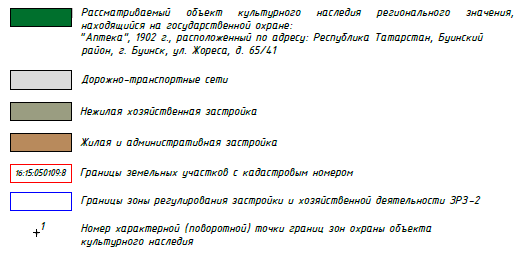 Рассматриваемый объект культурного наследия регионального значения,
находящийся на государственной охране:
"Аптека", 1902 г., расположенный по адресу: Республика Татарстан, Буинский
район, г. Буинск, ул. Жореса, д. 65/41
Дорожно-транспортные сети
Нежилая хозяйственная застройка
Жилая и административная застройка
16:15:050109:8 Границы земельных участков с кадастровым номером
Границы зоны регулирования застройки и хозяйственной деятельности ЗРЗ-2
1 Номер характерной (поворотной) точки границ зон охраны объекта
культурного наследия